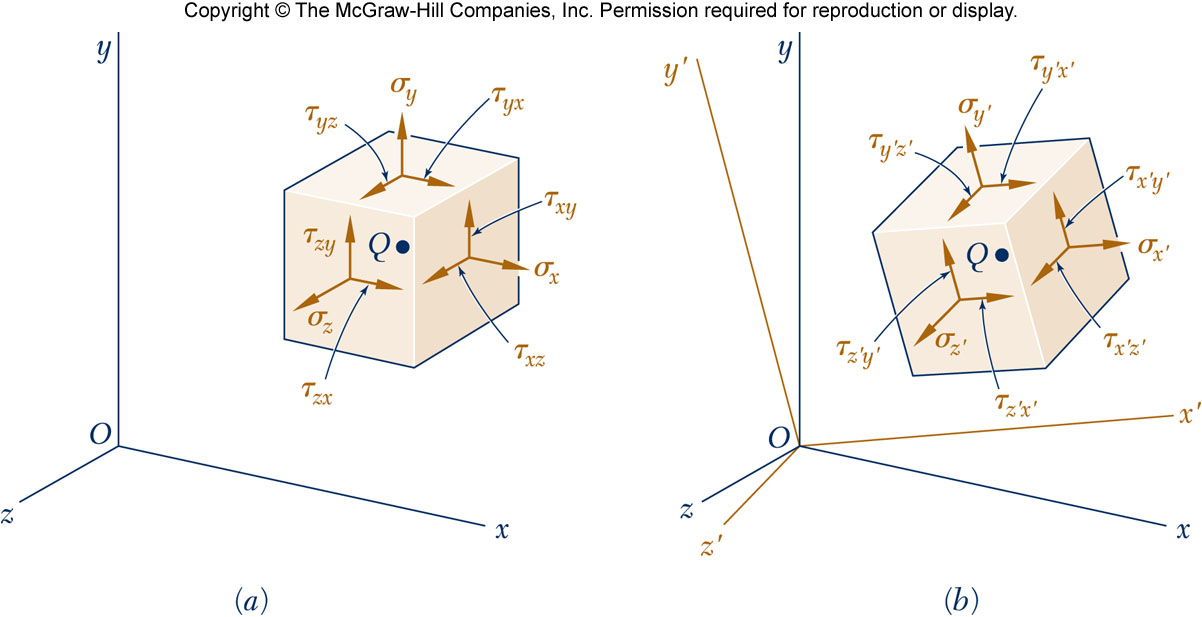 Copyright © The McGraw-Hill Companies, Inc. Permission required for reproduction or display.
y
σy
τyz
τyx
τxy
τzy
Q
σx
σz
τxz
τzx
O
z
x
(a)
y
y′
τy′x′
σy′
τy′z′
τx′y′
Q
σx′
σz′
τz′y′
τx′z′
τz′x′
x′
O
z
z′
x
(b)